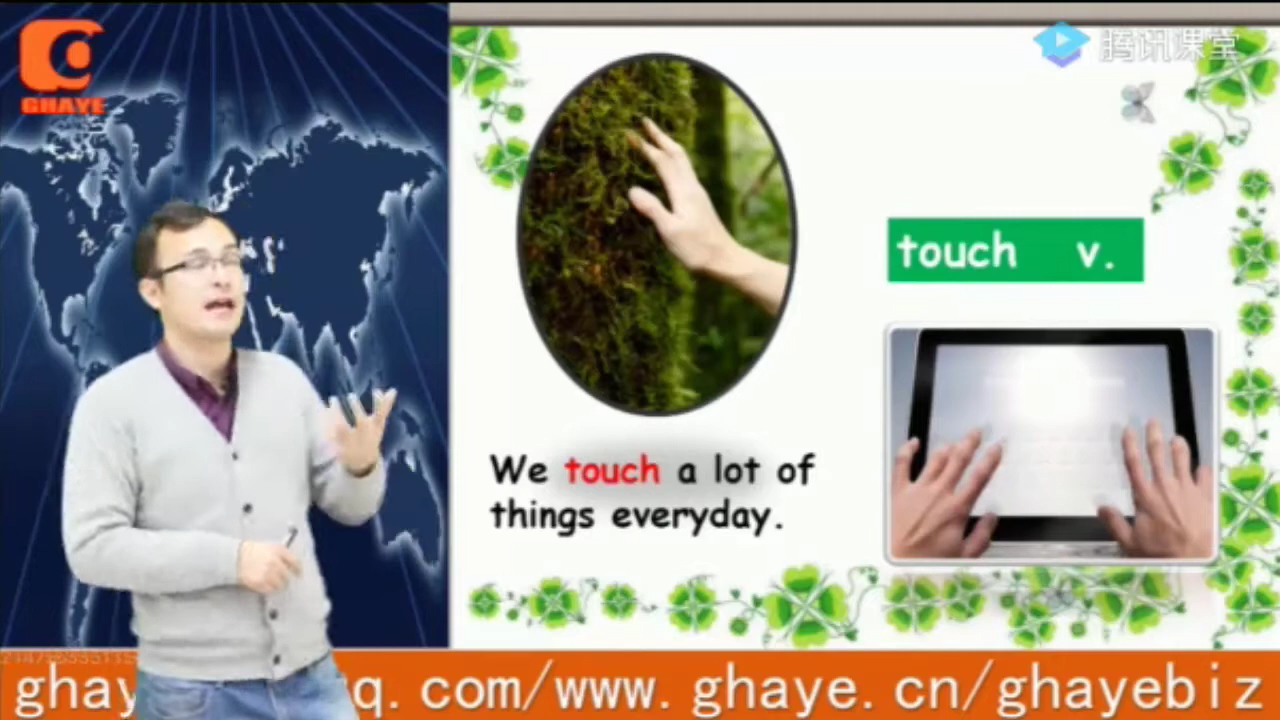 GHAYE
腾讯课堂
touch v.
We touch a lot of
things everyday.
ghay q.com/www.ghaye.cn/ghayebiz